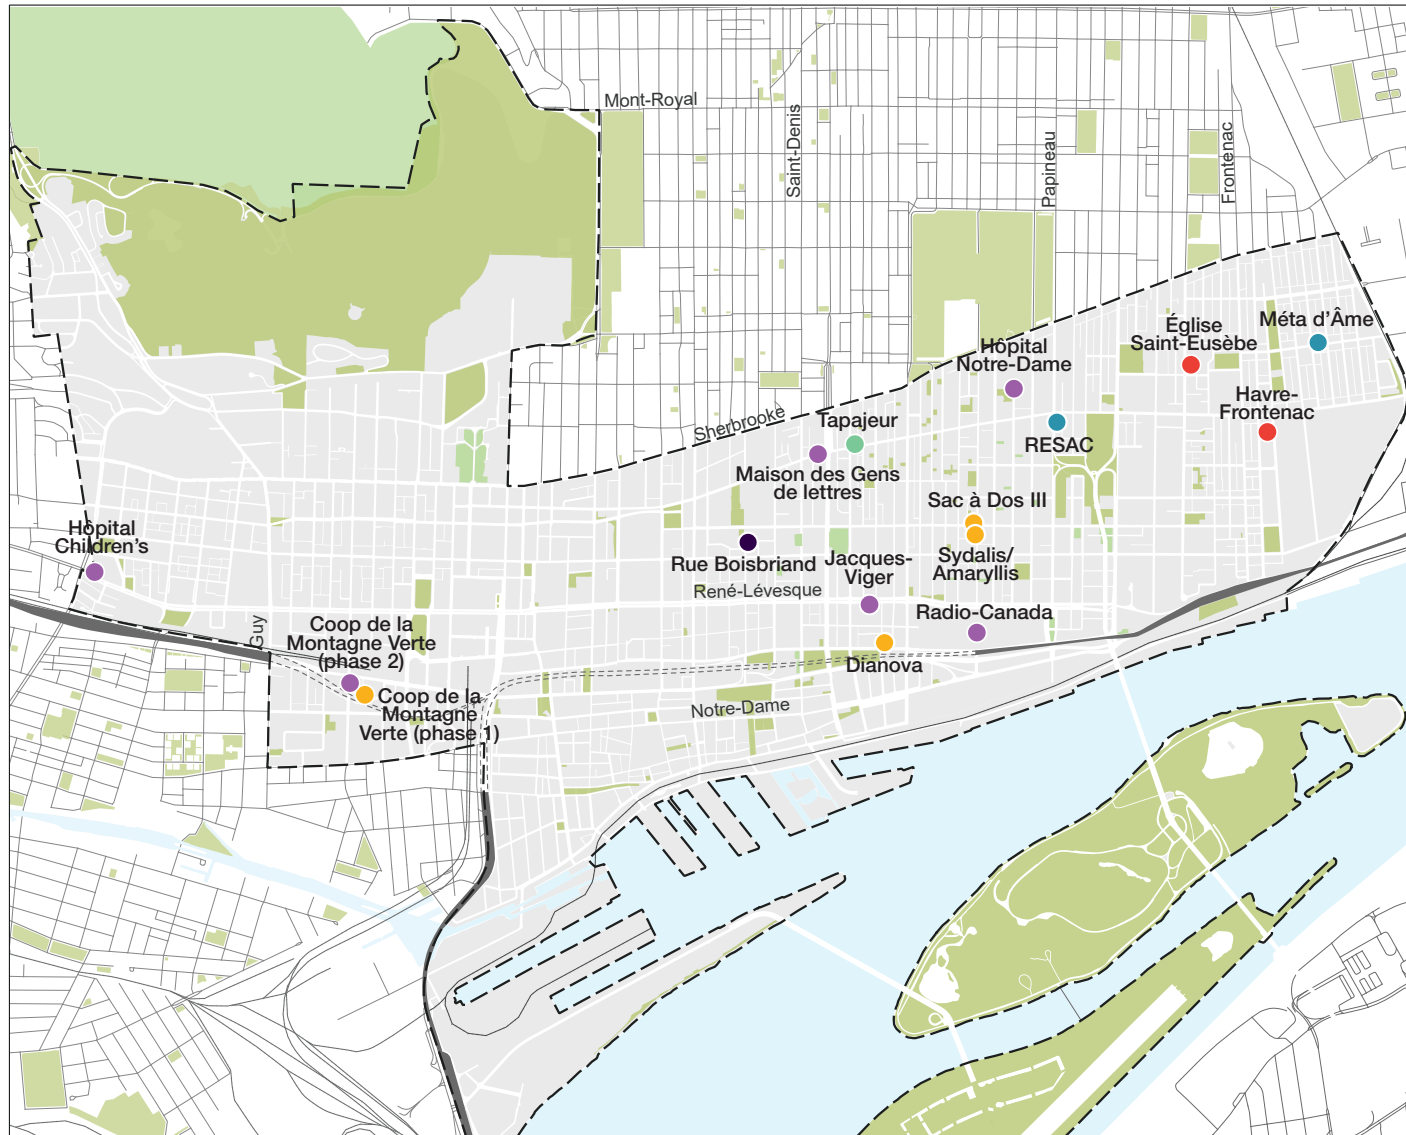 Mont-Royal
Saint-Denis
Papineau
Frontenac
Sherbrooke
Hôpital
Notre-Dame
Église
Saint-Eusèbe
Méta d'Âme
Havre-
Frontenac
Tapajeur
RESAC
Maison des Gens
de lettres
Sac à Dos III
Sydalis/
Amaryllis
Hôpital
Children's
Rue Boisbriand
Jacques-
Viger
René-Lévesque
Radio-Canada
Dianova
Guy
Coop de la
Montagne Verte
(phase 2)
Coop de la
Montagne
Verte (phase 1)
Notre-Dame